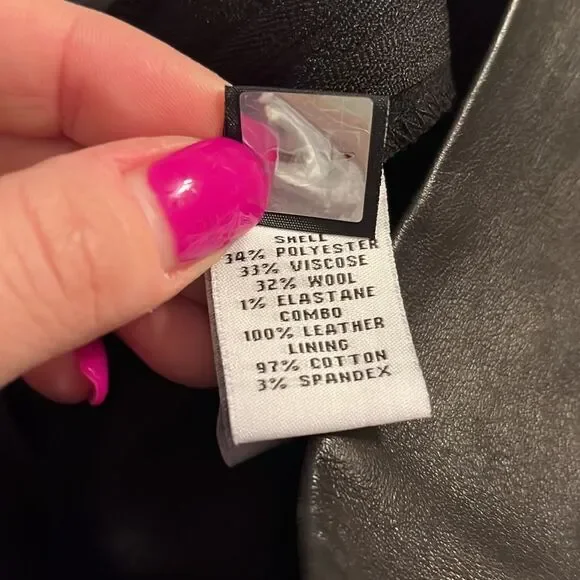 SHELL
34% POLYESTER
33% VISCOSE
32% WOOL
1% ELASTANE
COMBO
100% LEATHER
LINING
97% COTTON
3% SPANDEX